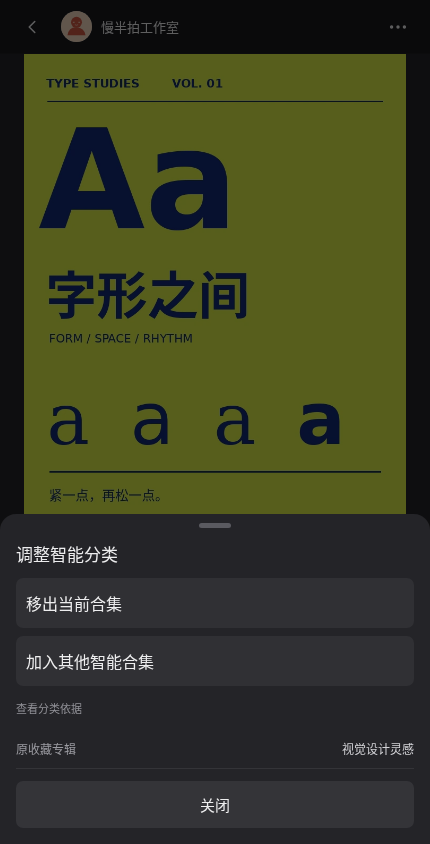 慢半拍工作室
TYPE STUDIES VOL. 01
Aa
字形之间
FORM / SPACE / RHYTHM
a a a a
紧一点，再松一点。
调整智能分类
移出当前合集
加入其他智能合集
查看分类依据
原收藏专辑 视觉设计灵感
关闭